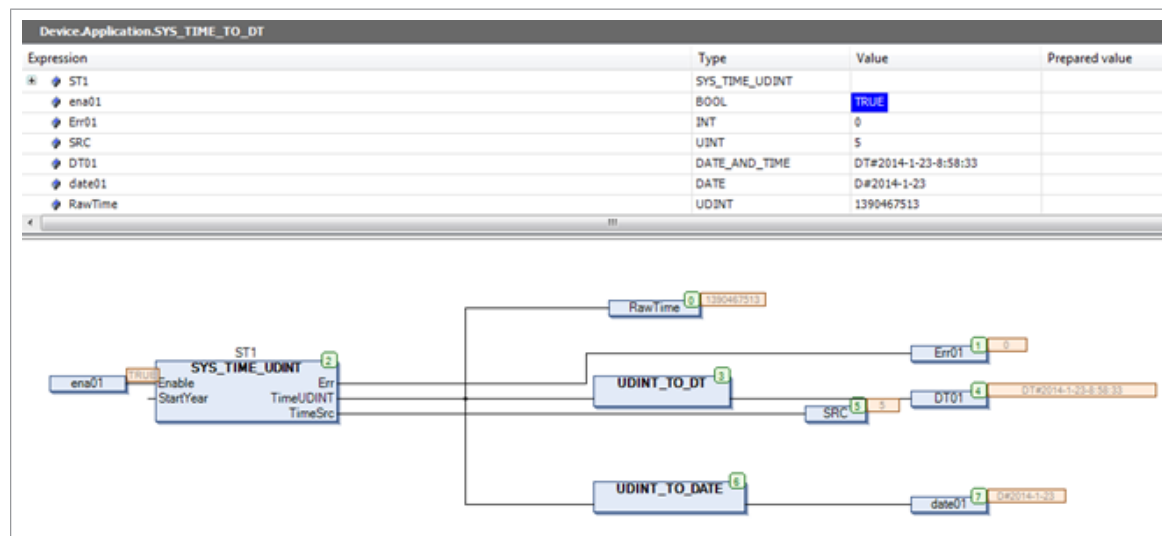 Device.Application.SYS_TIME_TO_DT
Expression Type Value Prepared value
ST1 SYS_TIME_UDINT
ena01 BOOL TRUE
Err01 INT 0
SRC UINT 5
DT01 DATE_AND_TIME DT#2014-1-23-8:58:33
date01 DATE D#2014-1-23
RawTime UDINT 1390467513
RawTime 0 1390467513
ST1
SYS_TIME_UDINT 2
Err01 1 0
ena01 TRUE Enable Err
UDINT_TO_DT 3
StartYear TimeUDINT
DT01 4 DT#2014-1-23-8:58:33
TimeSrc
SRC 5 5
UDINT_TO_DATE 6
date01 7 D#2014-1-23